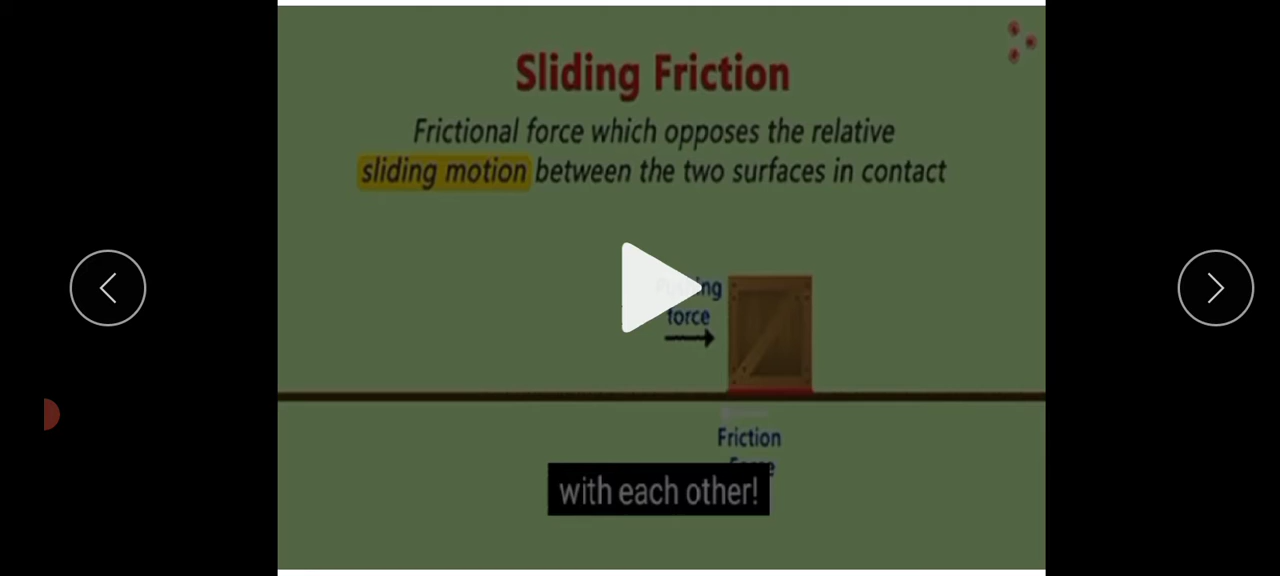 Sliding Friction
Frictional force which opposes the relative
sliding motion between the two surfaces in contact
force
Friction
with each other!